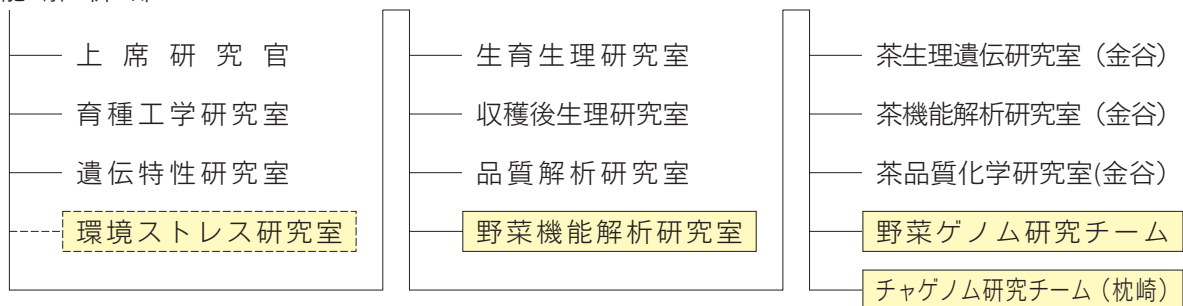 上席研究官
育種工学研究室
遺伝特性研究室
環境ストレス研究室
生育生理研究室
収穫後生理研究室
品質解析研究室
野菜機能解析研究室
茶生理遺伝研究室（金谷）
茶機能解析研究室（金谷）
茶品質化学研究室(金谷）
野菜ゲノム研究チーム
チャゲノム研究チーム（枕崎）